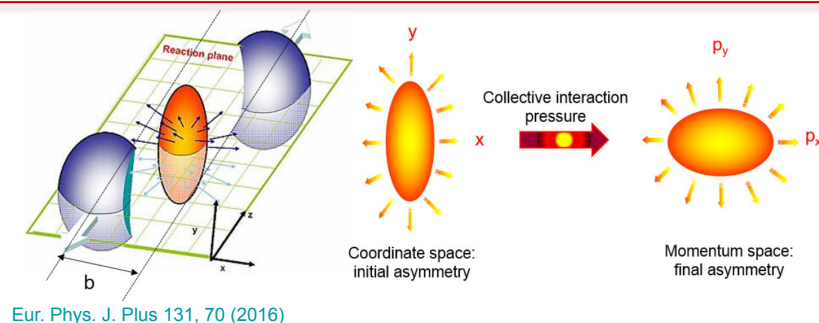 Reaction plane
y
z
x
b
y
x
Coordinate space:
initial asymmetry
Collective interaction
pressure
py
px
Momentum space:
final asymmetry
Eur. Phys. J. Plus 131, 70 (2016)